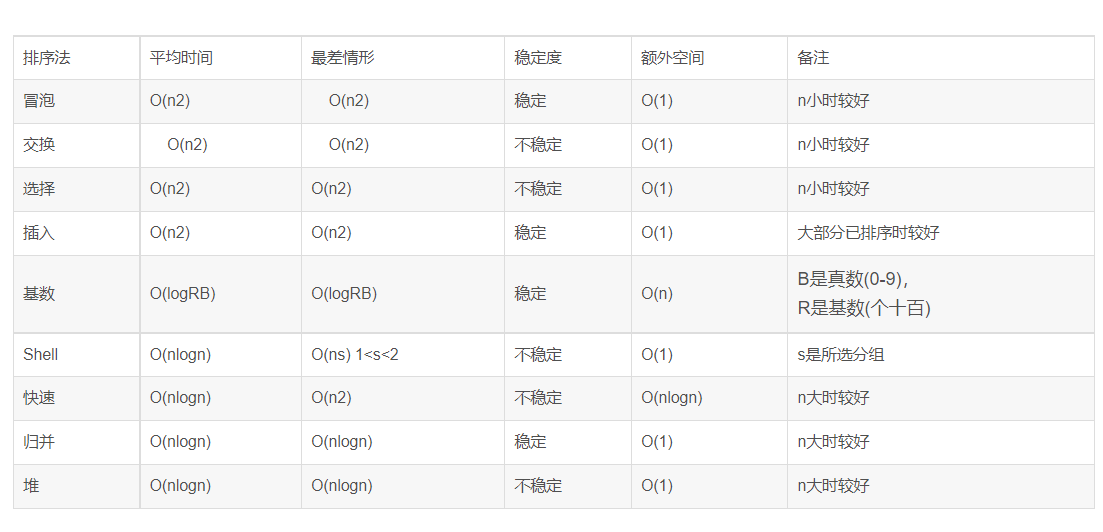 排序法 平均时间 最差情形 稳定度 额外空间 备注
冒泡 O(n2) O(n2) 稳定 O(1) n小时较好
交换 O(n2) O(n2) 不稳定 O(1) n小时较好
选择 O(n2) O(n2) 不稳定 O(1) n小时较好
插入 O(n2) O(n2) 稳定 O(1) 大部分已排序时较好
基数 O(logRB) O(logRB) 稳定 O(n) B是真数(0-9)，
R是基数(个十百)
Shell O(nlogn) O(ns) 1<s<2 不稳定 O(1) s是所选分组
快速 O(nlogn) O(n2) 不稳定 O(nlogn) n大时较好
归并 O(nlogn) O(nlogn) 稳定 O(1) n大时较好
堆 O(nlogn) O(nlogn) 不稳定 O(1) n大时较好